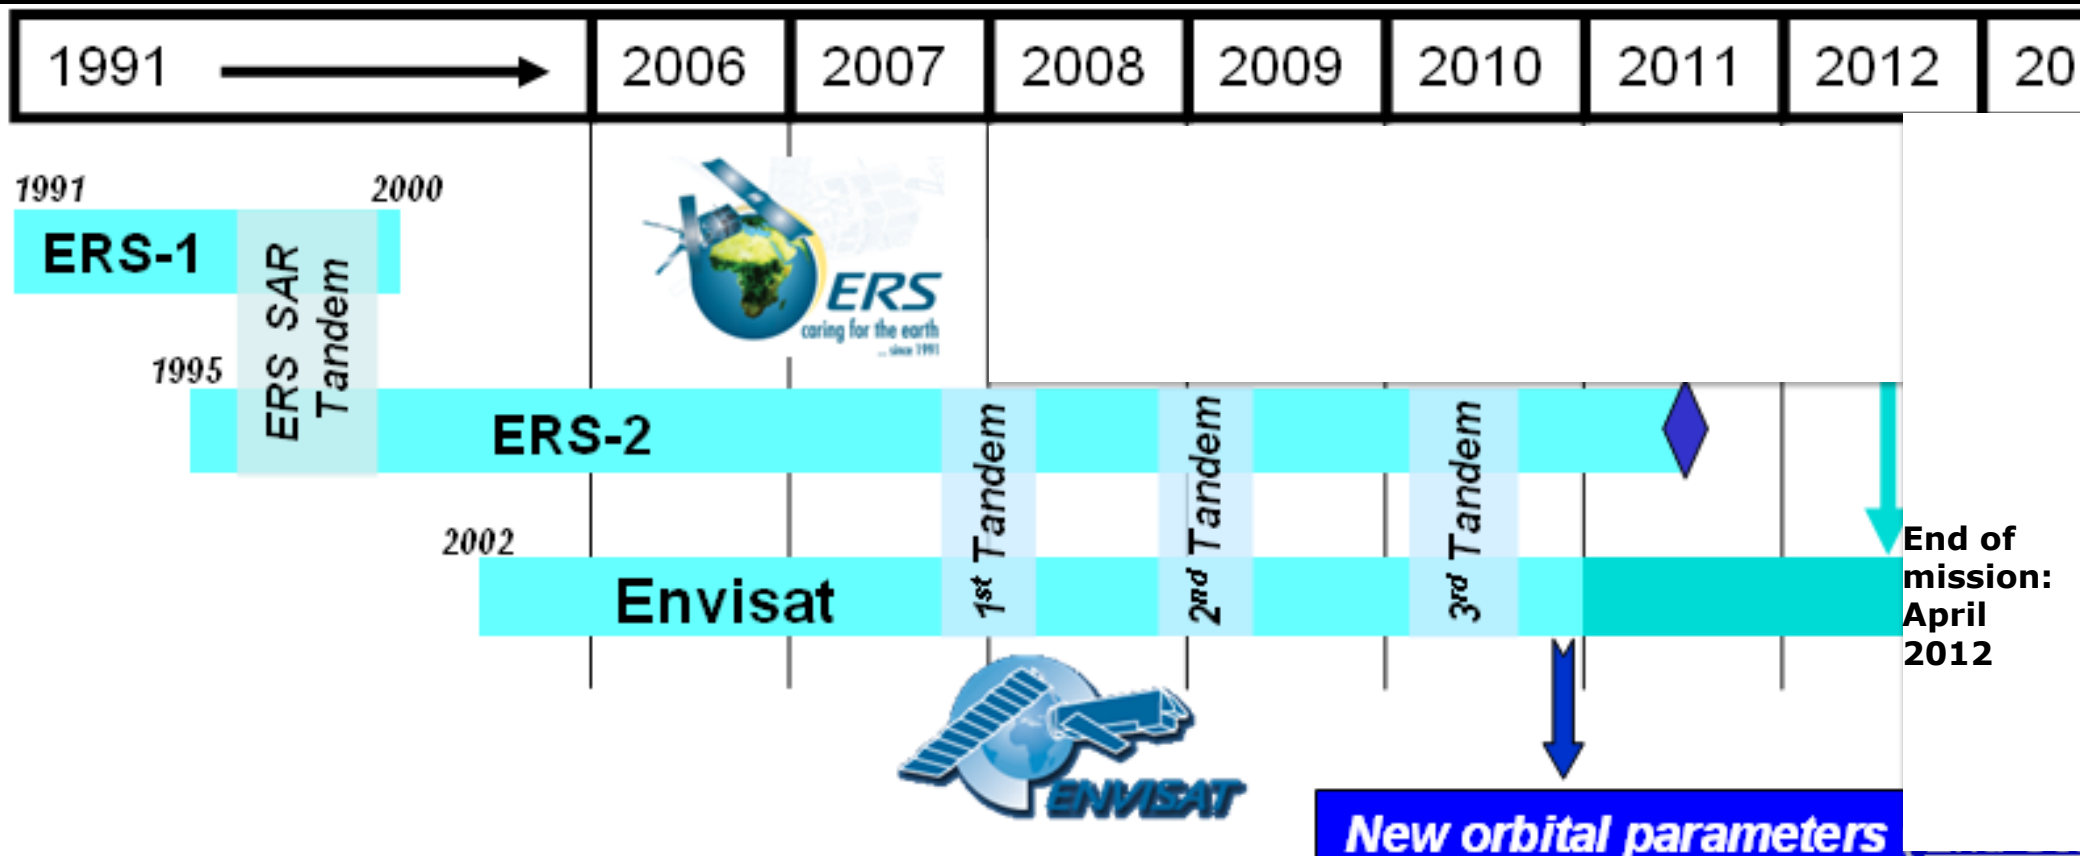 1991 2006 2007 2008 2009 2010 2011 2012 20
1991 2000
ERS-1
ERS SAR
Tandem
ERS
caring for the earth
... since 1991
1995
ERS-2
1st Tandem
2nd Tandem
3rd Tandem
2002
Envisat
End of
mission:
April
2012
ENVISAT
New orbital parameters